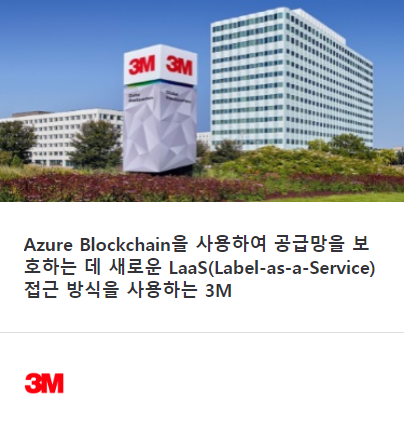 3M 3M
Global
Headquarters
Azure Blockchain을 사용하여 공급망을 보
호하는 데 새로운 LaaS(Label-as-a-Service)
접근 방식을 사용하는 3M
3M